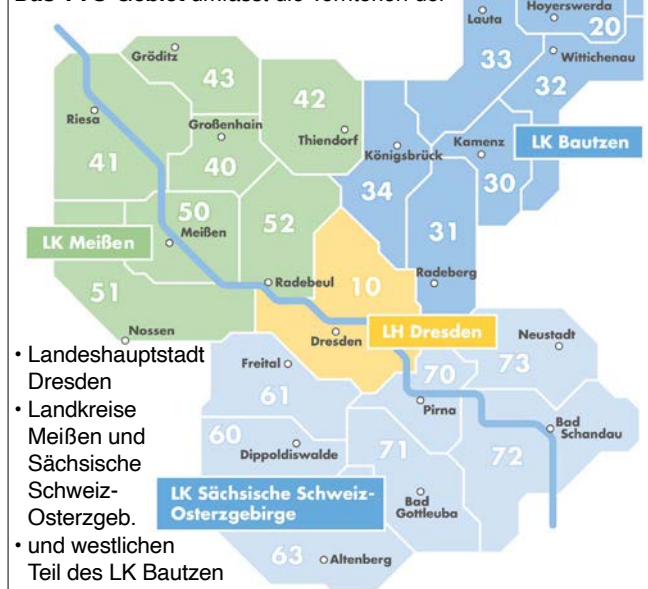 Das VVO-Gebiet umfasst die Territorien der
Hoyerswerda
Lauta
20
Gröditz
43
33
Wittichenau
32
42
Riesa
Großenhain
Thiendorf
Kamenz
LK Bautzen
Königsbrück
41
40
30
34
50
52
31
Meißen
LK Meißen
Radeberg
51
Radebeul
10
Nossen
Dresden
LH Dresden
Neustadt
73
Freital
70
61
Pirna
60
Bad
Schandau
Dippoldiswalde
71
72
LK Sächsische Schweiz-
Osterzgebirge
Bad
Gottleuba
63
Altenberg
• Landeshauptstadt
Dresden
• Landkreise
Meißen und
Sächsische
Schweiz-
Osterzgeb.
• und westlichen
Teil des LK Bautzen